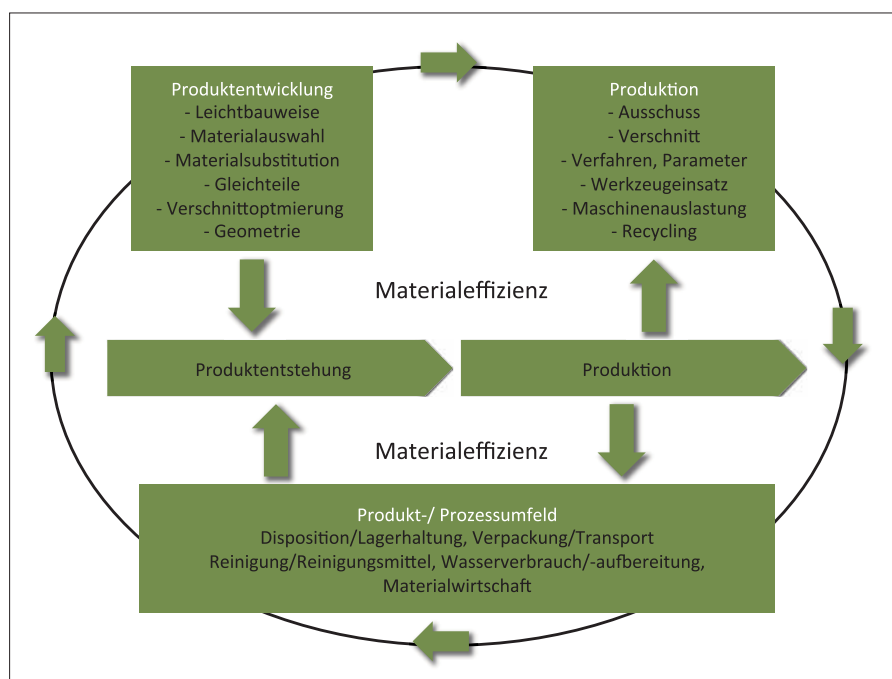 Produktentwicklung
- Leichtbauweise
- Materialauswahl
- Materialsubstitution
- Gleichteile
- Verschnittoptmierung
- Geometrie
Produktion
- Ausschuss
- Verschnitt
- Verfahren, Parameter
- Werkzeugeinsatz
- Maschinenauslastung
- Recycling
Materialeffizienz
Produktentstehung
Produktion
Materialeffizienz
Produkt-/ Prozessumfeld
Disposition/Lagerhaltung, Verpackung/Transport
Reinigung/Reinigungsmittel, Wasserverbrauch/-aufbereitung,
Materialwirtschaft